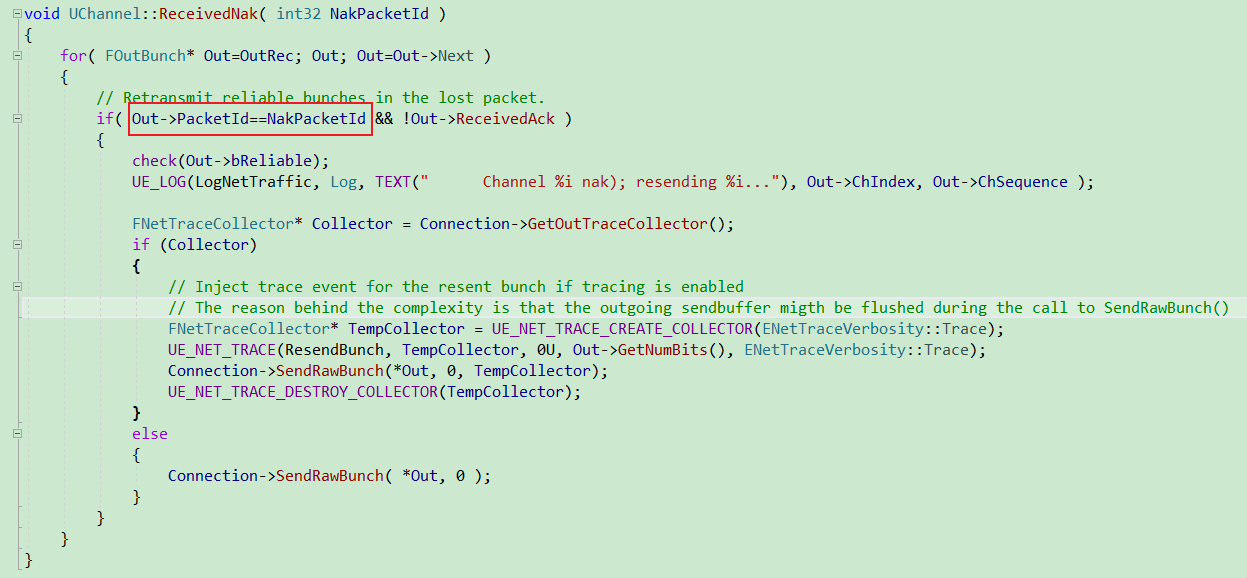 void UChannel::ReceivedNak( int32 NakPacketId )
{
for( FOutBunch* Out=OutRec; Out; Out=Out->Next )
{
// Retransmit reliable bunches in the lost packet.
if( Out->PacketId==NakPacketId && !Out->ReceivedAck )
{
check(Out->bReliable);
UE_LOG(LogNetTraffic, Log, TEXT("      Channel %i nak); resending %i..."), Out->ChIndex, Out->ChSequence );
FNetTraceCollector* Collector = Connection->GetOutTraceCollector();
if (Collector)
{
// Inject trace event for the resent bunch if tracing is enabled
// The reason behind the complexity is that the outgoing sendbuffer migth be flushed during the call to SendRawBunch()
FNetTraceCollector* TempCollector = UE_NET_TRACE_CREATE_COLLECTOR(ENetTraceVerbosity::Trace);
UE_NET_TRACE(ResendBunch, TempCollector, 0U, Out->GetNumBits(), ENetTraceVerbosity::Trace);
Connection->SendRawBunch(*Out, 0, TempCollector);
UE_NET_TRACE_DESTROY_COLLECTOR(TempCollector);
}
else
{
Connection->SendRawBunch( *Out, 0 );
}
}
}
}